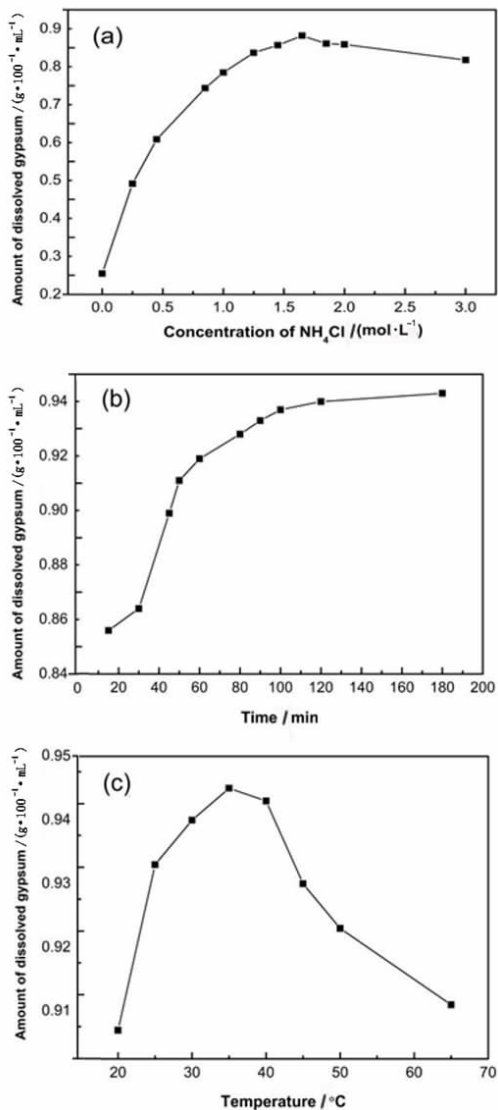 (a)
Amount of dissolved gypsum / (g•100⁻¹• mL⁻¹)
0.9
0.8
0.7
0.6
0.5
0.4
0.3
0.2
0.0 0.5 1.0 1.5 2.0 2.5 3.0
Concentration of NH₄Cl /(mol·L⁻¹)
(b)
Amount of dissolved gypsum / (g•100⁻¹• mL⁻¹)
0.94
0.92
0.90
0.88
0.86
0.84
0 20 40 60 80 100 120 140 160 180 200
Time / min
(c)
Amount of dissolved gypsum / (g•100⁻¹• mL⁻¹)
0.95
0.94
0.93
0.92
0.91
20 30 40 50 60 70
Temperature / °C